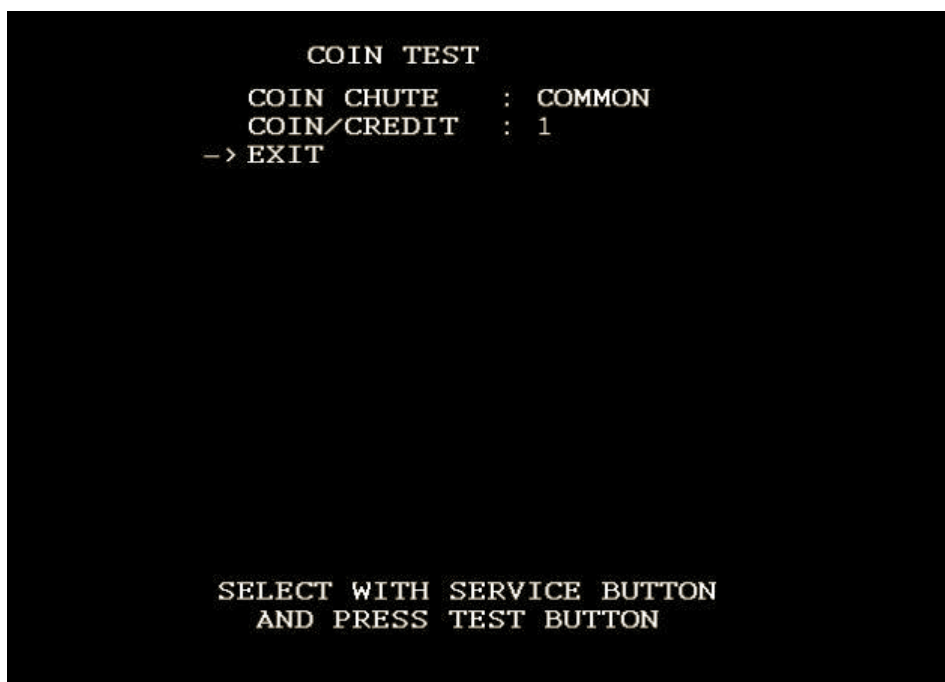 COIN TEST
COIN CHUTE : COMMON
COIN/CREDIT : 1
-> EXIT
SELECT WITH SERVICE BUTTON
AND PRESS TEST BUTTON